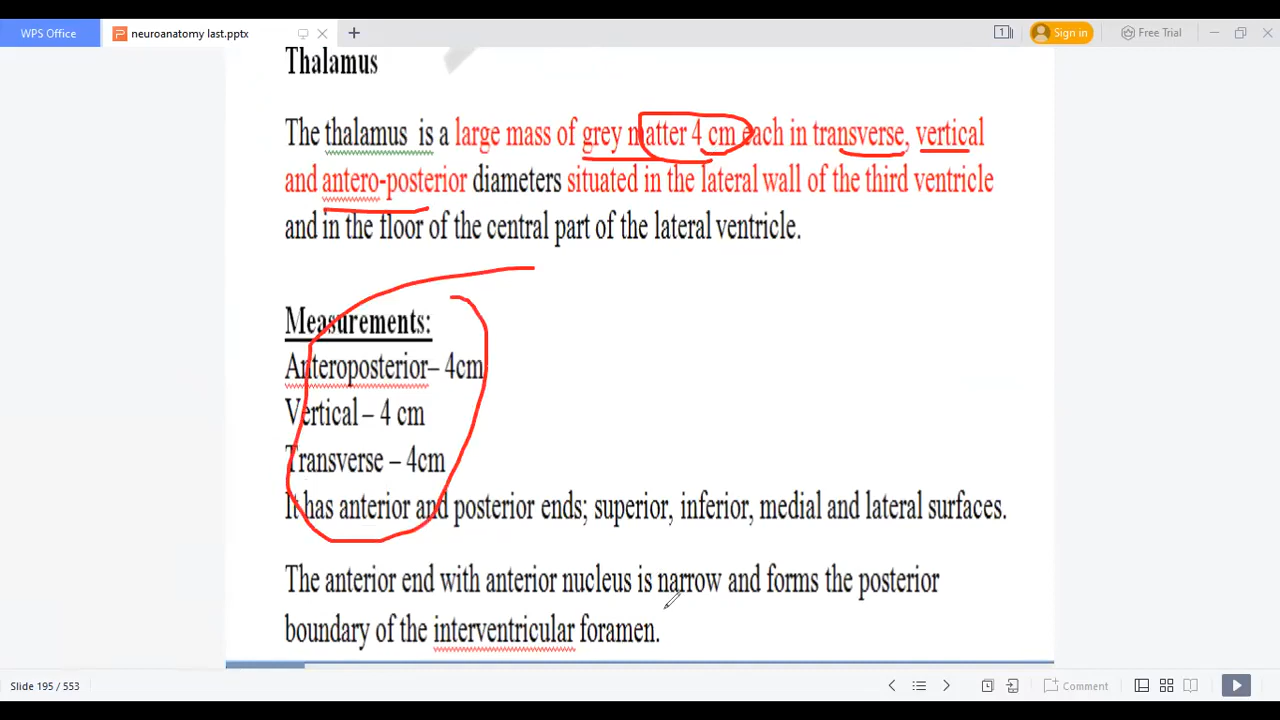 WPS Office
neuroanatomy last.pptx
1
Sign in
Free Trial
Thalamus
The thalamus is a large mass of grey matter 4 cm each in transverse, vertical
and antero-posterior diameters situated in the lateral wall of the third ventricle
and in the floor of the central part of the lateral ventricle.
Measurements:
Anteroposterior– 4cm
Vertical – 4 cm
Transverse – 4cm
It has anterior and posterior ends; superior, inferior, medial and lateral surfaces.
The anterior end with anterior nucleus is narrow and forms the posterior
boundary of the interventricular foramen.
Slide 195 / 553
Comment